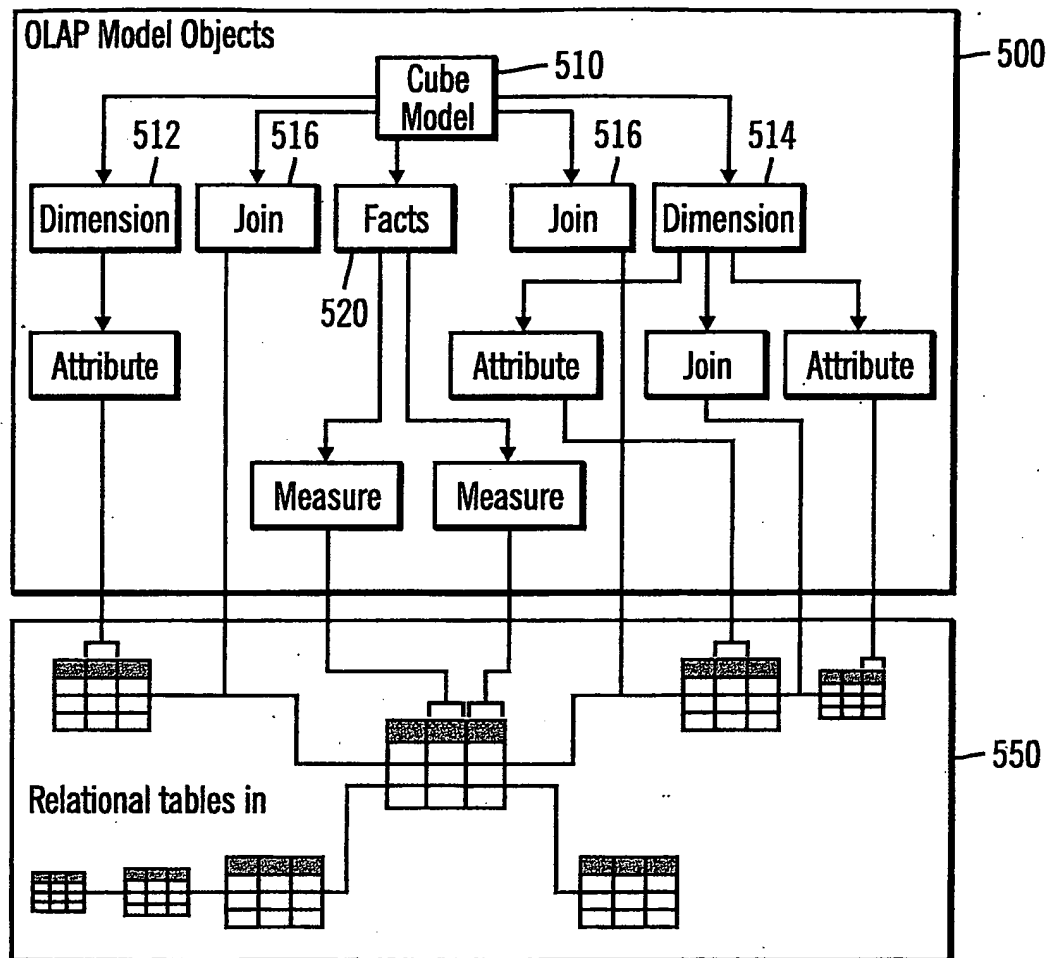 OLAP Model Objects
500
Cube
Model
510
512
516
516
514
Dimension
Join
Facts
Join
Dimension
520
Attribute
Attribute
Join
Attribute
Measure
Measure
550
Relational tables in